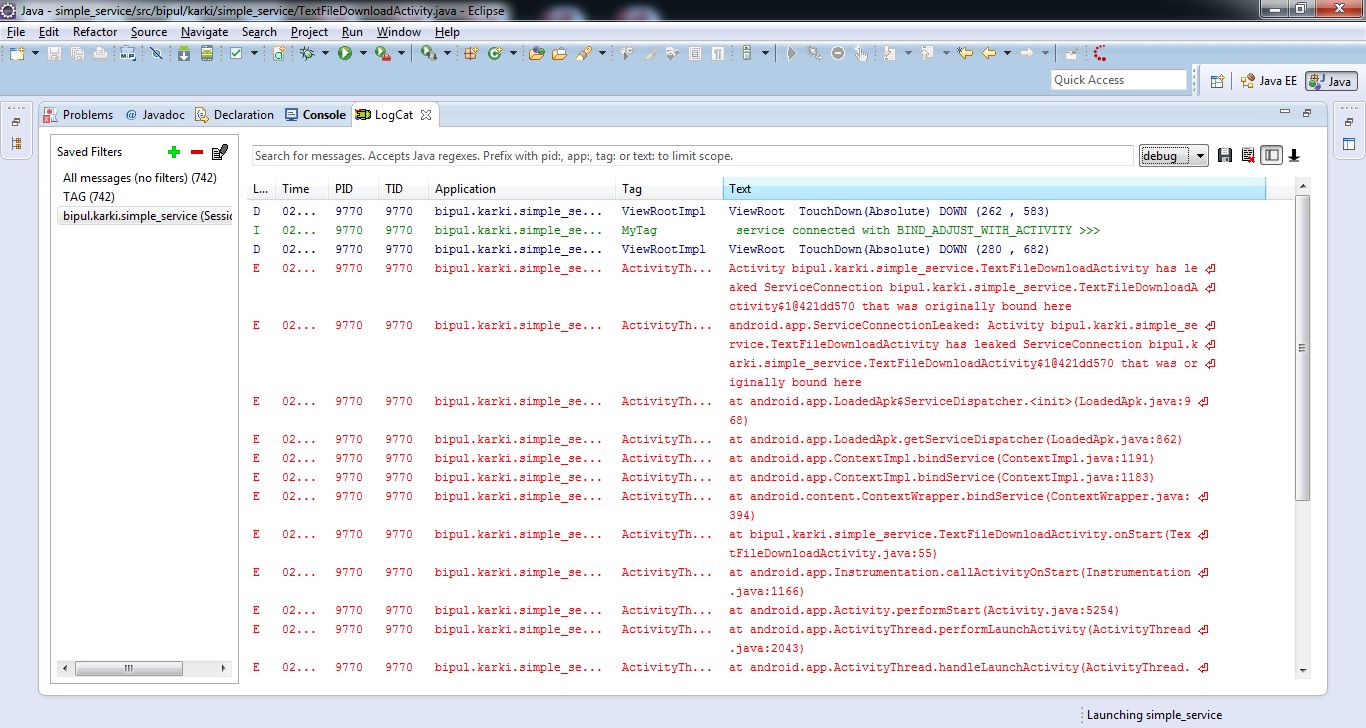 Java - simple_service/src/bipul/karki/simple_service/TextFileDownloadActivity.java - Eclipse
File Edit Refactor Source Navigate Search Project Run Window Help
Quick Access
Java EE
Java
Problems @ Javadoc Declaration Console LogCat
Saved Filters
All messages (no filters) (742)
TAG (742)
bipul.karki.simple_service (Sessio
Search for messages. Accepts Java regexes. Prefix with pid:, app:, tag: or text: to limit scope.
debug
L... Time PID TID Application Tag Text
D 02... 9770 9770 bipul.karki.simple_se... ViewRootImpl ViewRoot TouchDown(Absolute) DOWN (262 , 583)
I 02... 9770 9770 bipul.karki.simple_se... MyTag service connected with BIND_ADJUST_WITH_ACTIVITY >>>
D 02... 9770 9770 bipul.karki.simple_se... ViewRootImpl ViewRoot TouchDown(Absolute) DOWN (280 , 682)
E 02... 9770 9770 bipul.karki.simple_se... ActivityTh... Activity bipul.karki.simple_service.TextFileDownloadActivity has le
aked ServiceConnection bipul.karki.simple_service.TextFileDownloadA
ctivity$1@421dd570 that was originally bound here
E 02... 9770 9770 bipul.karki.simple_se... ActivityTh... android.app.ServiceConnectionLeaked: Activity bipul.karki.simple_se
rvice.TextFileDownloadActivity has leaked ServiceConnection bipul.k
arki.simple_service.TextFileDownloadActivity$1@421dd570 that was or
iginally bound here
E 02... 9770 9770 bipul.karki.simple_se... ActivityTh... at android.app.LoadedApk$ServiceDispatcher.<init>(LoadedApk.java:9
68)
E 02... 9770 9770 bipul.karki.simple_se... ActivityTh... at android.app.LoadedApk.getServiceDispatcher(LoadedApk.java:862)
E 02... 9770 9770 bipul.karki.simple_se... ActivityTh... at android.app.ContextImpl.bindService(ContextImpl.java:1191)
E 02... 9770 9770 bipul.karki.simple_se... ActivityTh... at android.app.ContextImpl.bindService(ContextImpl.java:1183)
E 02... 9770 9770 bipul.karki.simple_se... ActivityTh... at android.content.ContextWrapper.bindService(ContextWrapper.java:
394)
E 02... 9770 9770 bipul.karki.simple_se... ActivityTh... at bipul.karki.simple_service.TextFileDownloadActivity.onStart(Tex
tFileDownloadActivity.java:55)
E 02... 9770 9770 bipul.karki.simple_se... ActivityTh... at android.app.Instrumentation.callActivityOnStart(Instrumentation
.java:1166)
E 02... 9770 9770 bipul.karki.simple_se... ActivityTh... at android.app.Activity.performStart(Activity.java:5254)
E 02... 9770 9770 bipul.karki.simple_se... ActivityTh... at android.app.ActivityThread.performLaunchActivity(ActivityThread
.java:2043)
E 02... 9770 9770 bipul.karki.simple_se... ActivityTh... at android.app.ActivityThread.handleLaunchActivity(ActivityThread.
Launching simple_service